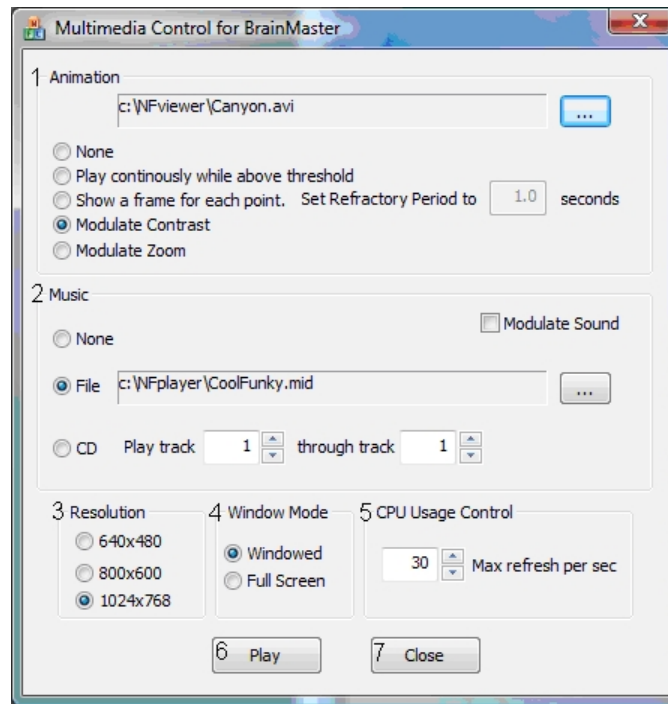 Multimedia Control for BrainMaster
1 Animation
c:\NFviewer\Canyon.avi ...
None
Play continously while above threshold
Show a frame for each point. Set Refractory Period to 1.0 seconds
Modulate Contrast
Modulate Zoom
2 Music
Modulate Sound
None
File c:\NFplayer\CoolFunky.mid ...
CD Play track 1 through track 1
3 Resolution 4 Window Mode 5 CPU Usage Control
640x480
800x600
1024x768
Windowed
Full Screen
30 Max refresh per sec
6 Play 7 Close